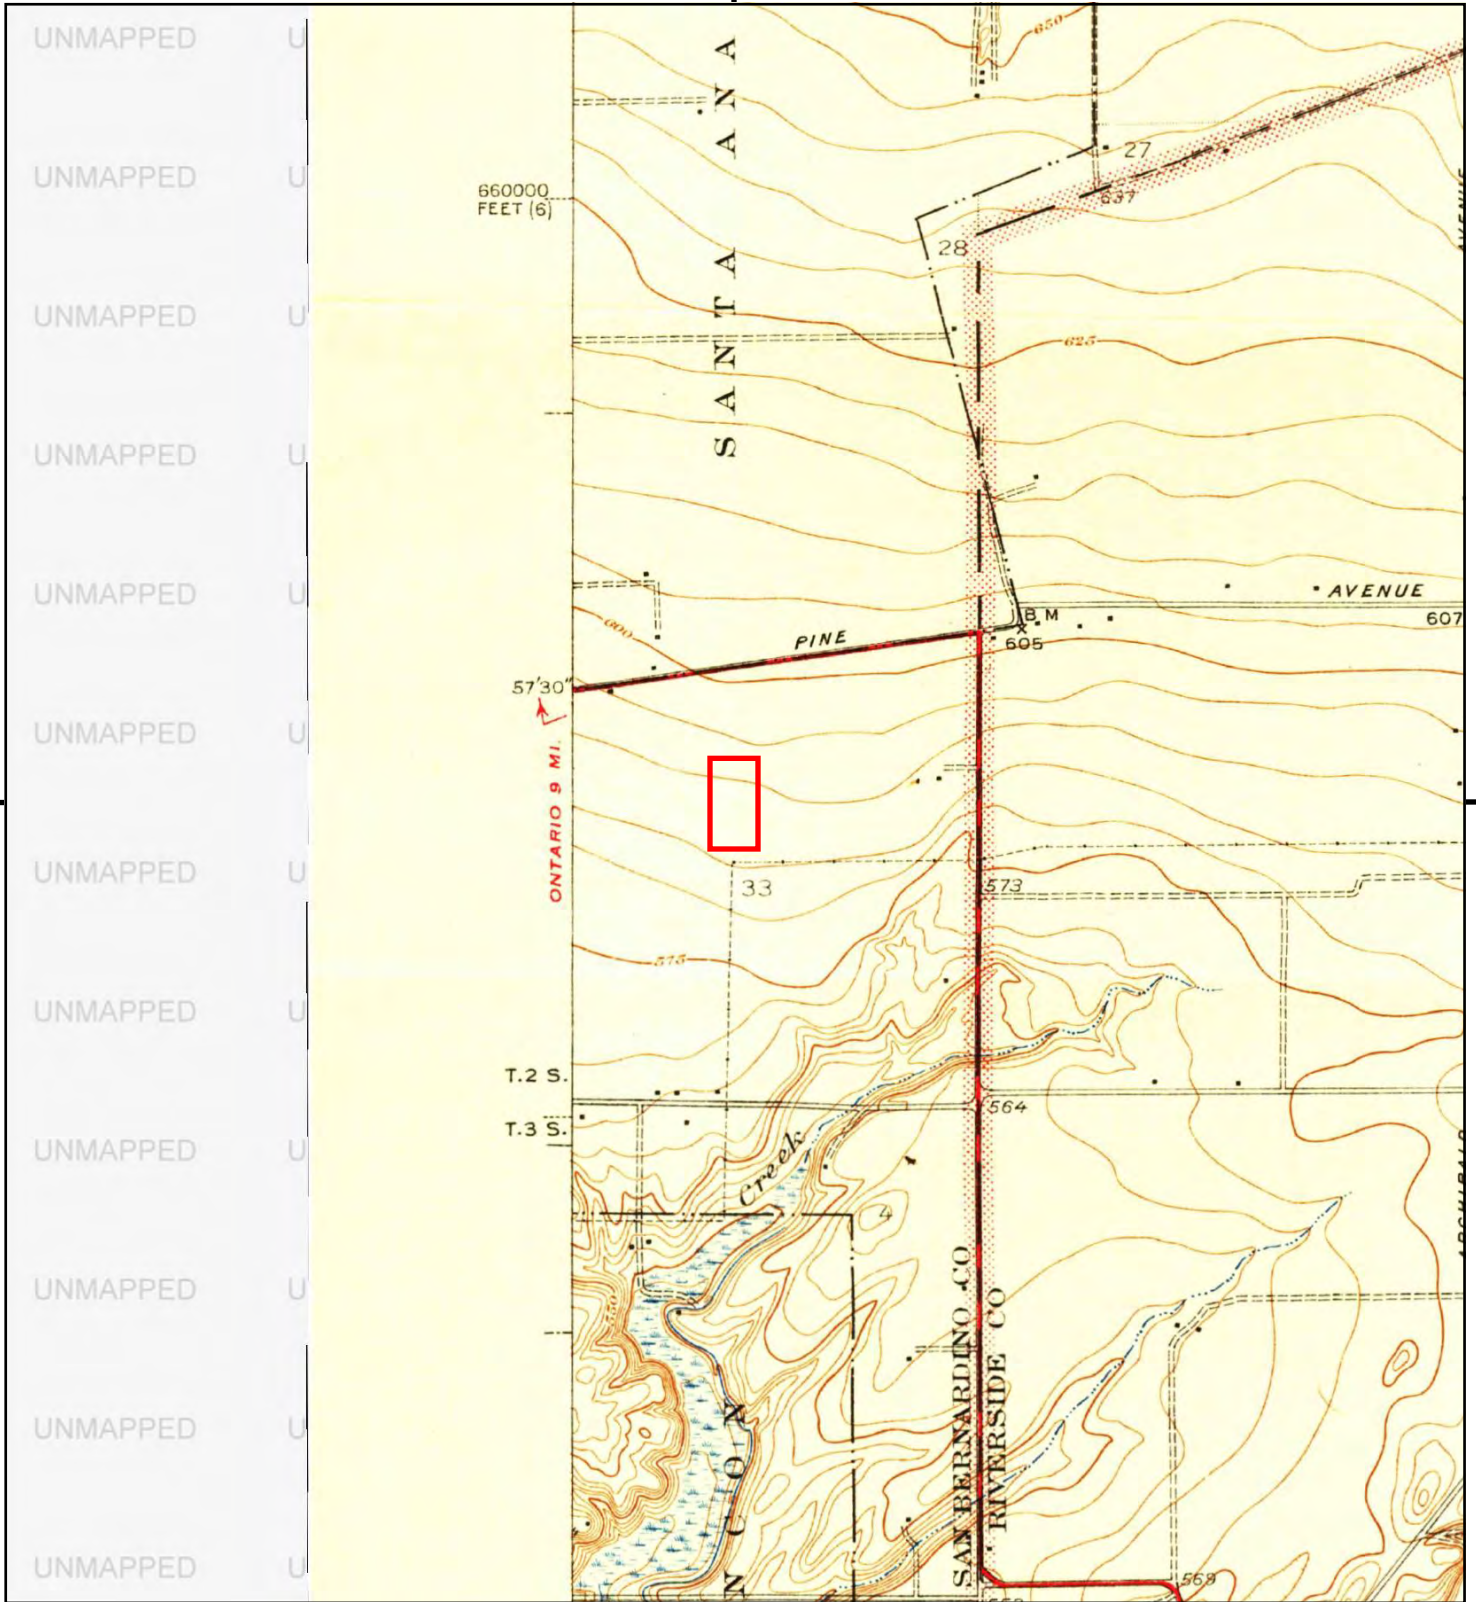 UNMAPPED U
UNMAPPED U
UNMAPPED U
UNMAPPED U
UNMAPPED U
UNMAPPED U
UNMAPPED U
UNMAPPED U
UNMAPPED U
UNMAPPED U
UNMAPPED U
UNMAPPED U
650
SANTA ANA
27
660000
FEET (6)
637
AVENUE
28
625
AVENUE
B M
607
600
PINE
605
57'30"
ONTARIO 9 MI.
33
573
575
T.2 S.
564
T.3 S.
Creek
ARCHIBALD
4
SAN BERNARDINO CO
RIVERSIDE CO
N C O N
569